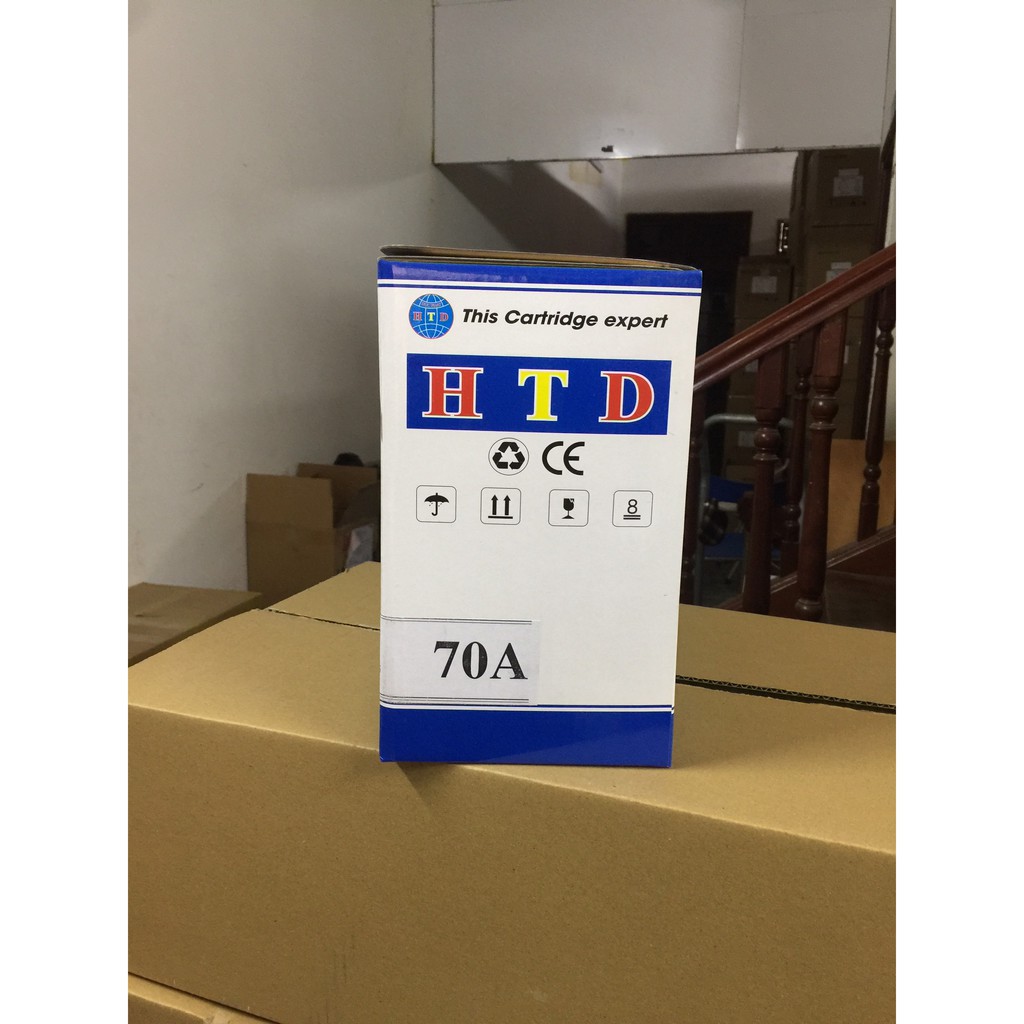 HTD
This Cartridge expert
H T D
CE
8
70A